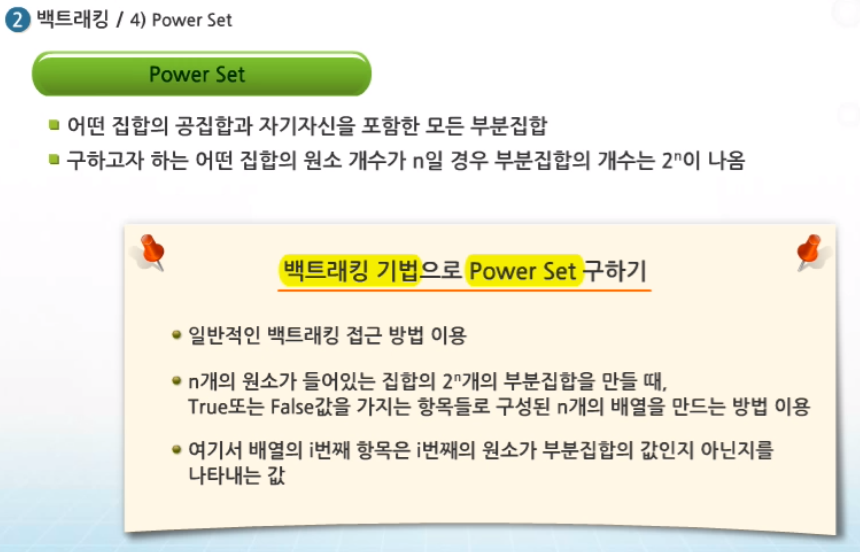 2 백트래킹 / 4) Power Set
Power Set
어떤 집합의 공집합과 자기자신을 포함한 모든 부분집합
구하고자 하는 어떤 집합의 원소 개수가 n일 경우 부분집합의 개수는 2ⁿ이 나옴
백트래킹 기법으로 Power Set 구하기
일반적인 백트래킹 접근 방법 이용
n개의 원소가 들어있는 집합의 2ⁿ개의 부분집합을 만들 때,
True또는 False값을 가지는 항목들로 구성된 n개의 배열을 만드는 방법 이용
여기서 배열의 i번째 항목은 i번째의 원소가 부분집합의 값인지 아닌지를
나타내는 값